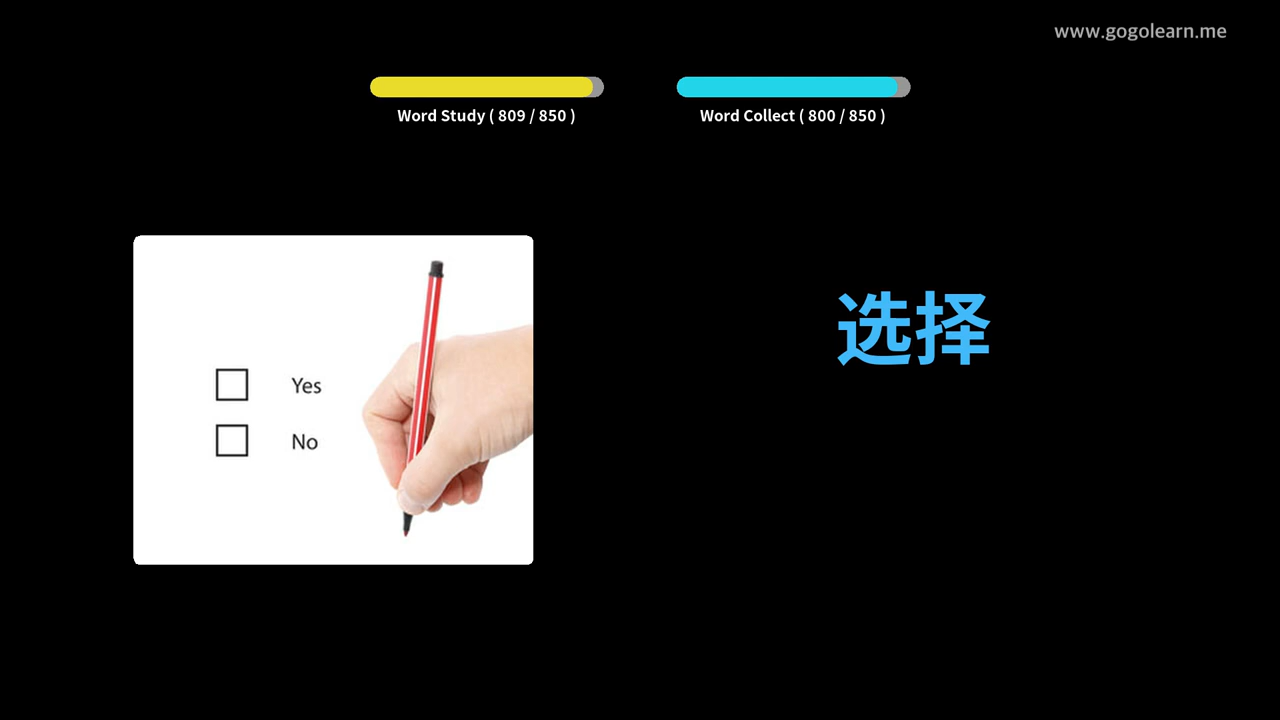 www.gogolearn.me
Word Study ( 809 / 850 )
Word Collect ( 800 / 850 )
选择
Yes
No